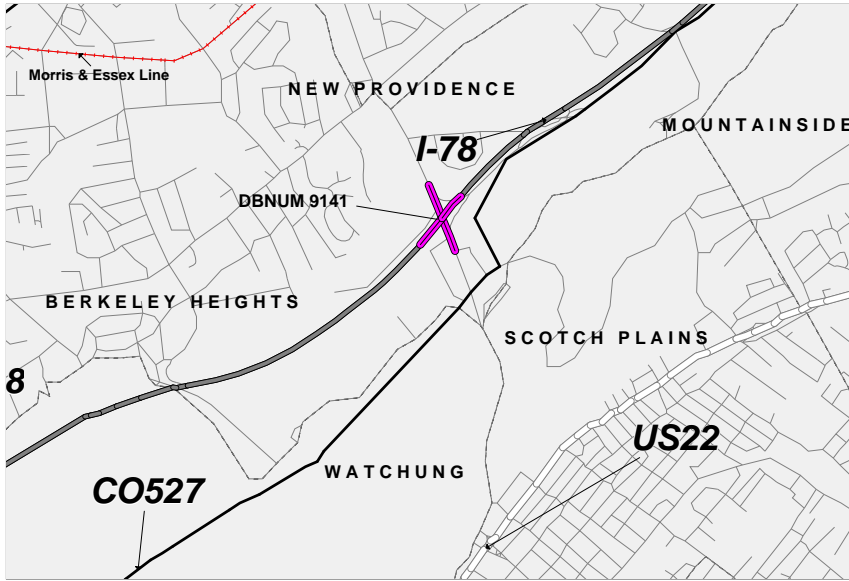 Morris & Essex Line
NEW PROVIDENCE
MOUNTAINSIDE
I-78
DBNUM 9141
BERKELEY HEIGHTS
SCOTCH PLAINS
8
US22
WATCHUNG
CO527